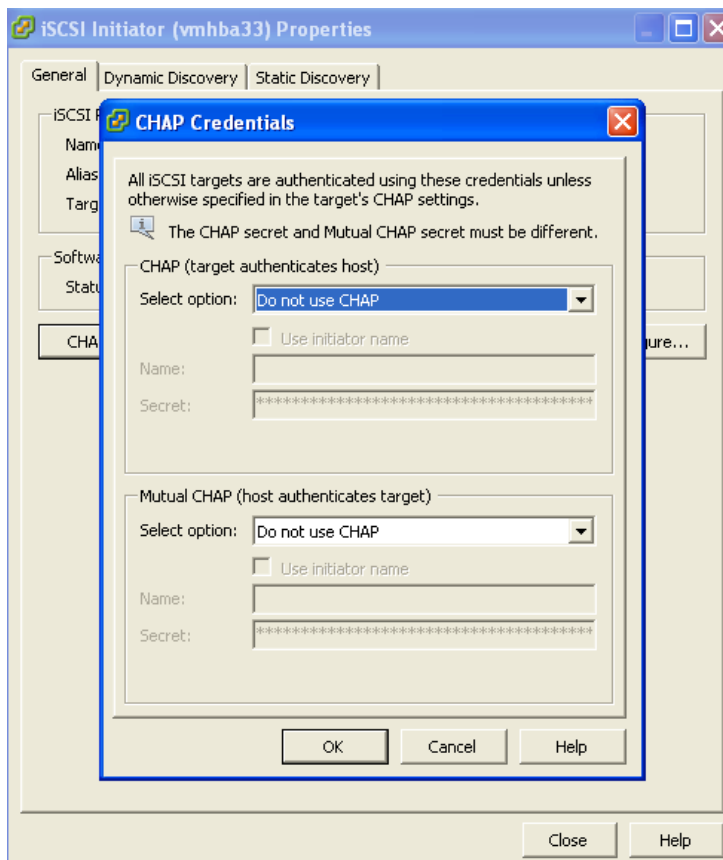 iSCSI Initiator (vmhba33) Properties
General
Dynamic Discovery
Static Discovery
iSCSI
Name
Alias
Targ
Softwa
Statu
CHA
ure...
CHAP Credentials
All iSCSI targets are authenticated using these credentials unless
otherwise specified in the target's CHAP settings.
The CHAP secret and Mutual CHAP secret must be different.
CHAP (target authenticates host)
Select option: Do not use CHAP
Use initiator name
Name:
Secret: ****************************************
Mutual CHAP (host authenticates target)
Select option: Do not use CHAP
Use initiator name
Name:
Secret: ****************************************
OK
Cancel
Help
Close
Help